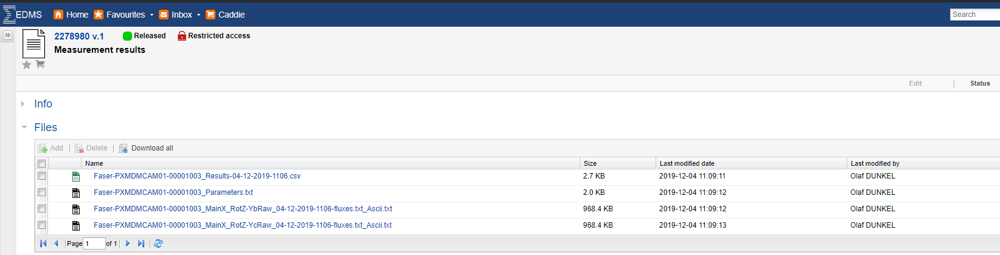 EDMS Home Favourites Inbox Caddie Search
2278980 v.1 Released Restricted access
Measurement results
Edit | Status
Info
Files
Add | Delete | Download all
Name Size Last modified date Last modified by
Faser-PXMDMCAM01-00001003_Results-04-12-2019-1106.csv 2.7 KB 2019-12-04 11:09:11 Olaf DUNKEL
Faser-PXMDMCAM01-00001003_Parameters.txt 2.0 KB 2019-12-04 11:09:12 Olaf DUNKEL
Faser-PXMDMCAM01-00001003_MainX_RotZ-YbRaw_04-12-2019-1106-fluxes.txt_Ascii.txt 968.4 KB 2019-12-04 11:09:12 Olaf DUNKEL
Faser-PXMDMCAM01-00001003_MainX_RotZ-YcRaw_04-12-2019-1106-fluxes.txt_Ascii.txt 968.4 KB 2019-12-04 11:09:13 Olaf DUNKEL
Page 1 of 1